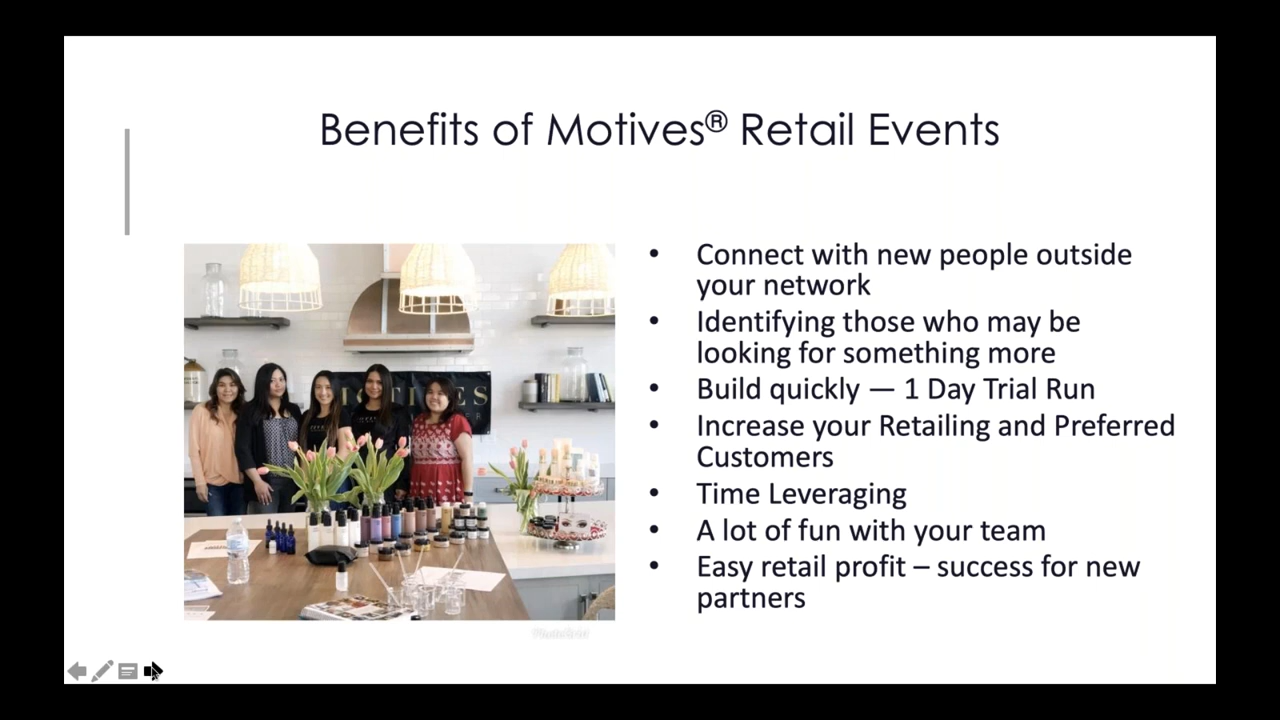 Benefits of Motives® Retail Events
• Connect with new people outside
your network
• Identifying those who may be
looking for something more
• Build quickly — 1 Day Trial Run
• Increase your Retailing and Preferred
Customers
• Time Leveraging
• A lot of fun with your team
• Easy retail profit – success for new
partners